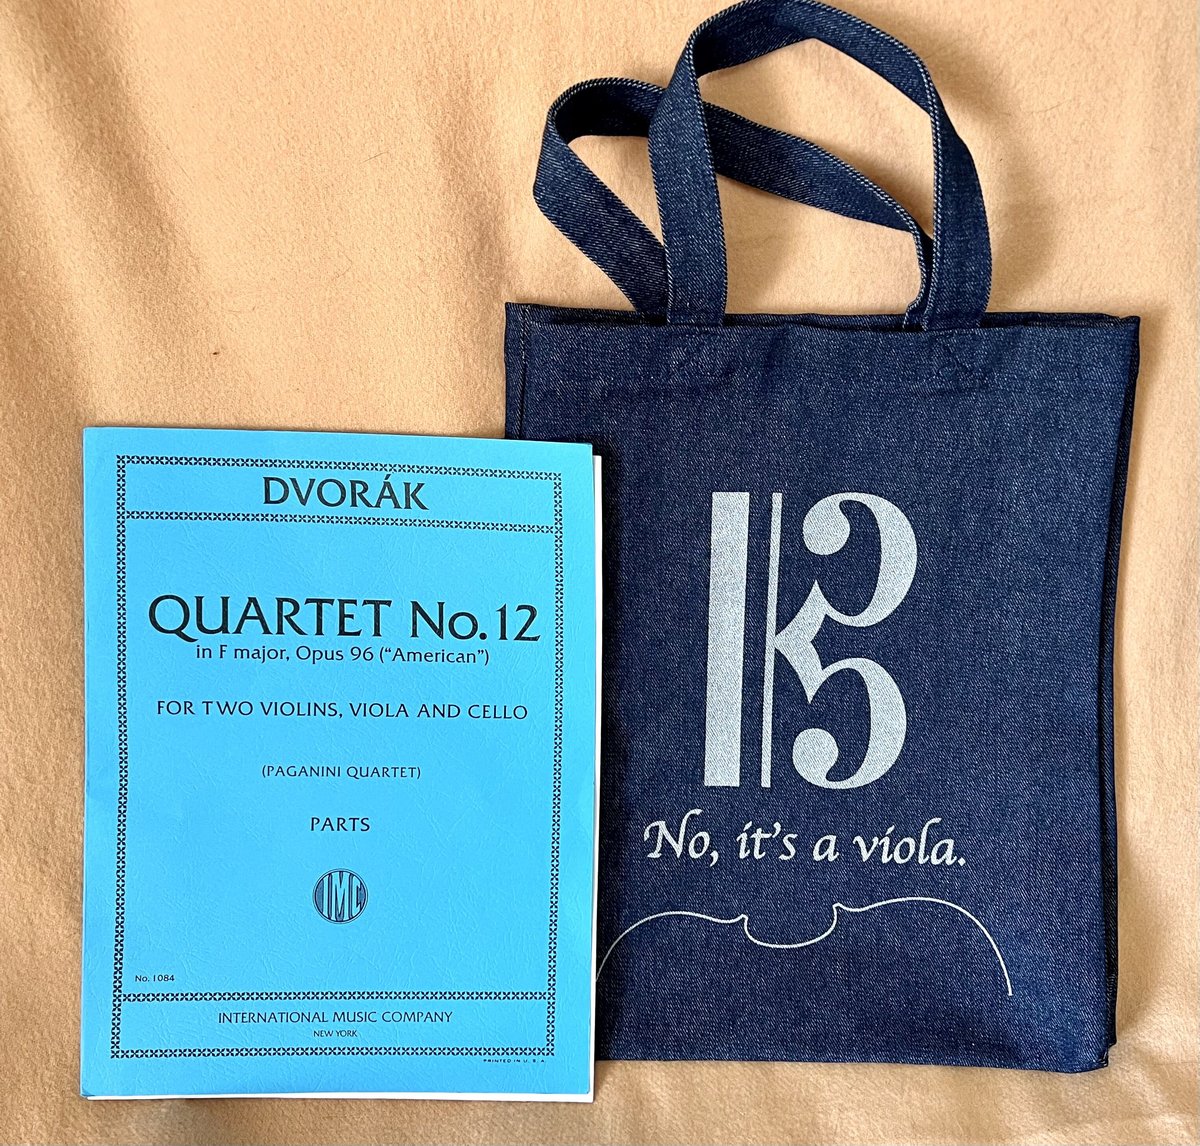 DVORÁK
QUARTET No. 12
in F major, Opus 96 ("American")
FOR TWO VIOLINS, VIOLA AND CELLO
(PAGANINI QUARTET)
PARTS
IMC
No. 1084
INTERNATIONAL MUSIC COMPANY
NEW YORK
PRINTED IN U. S. A.
No, it's a viola.